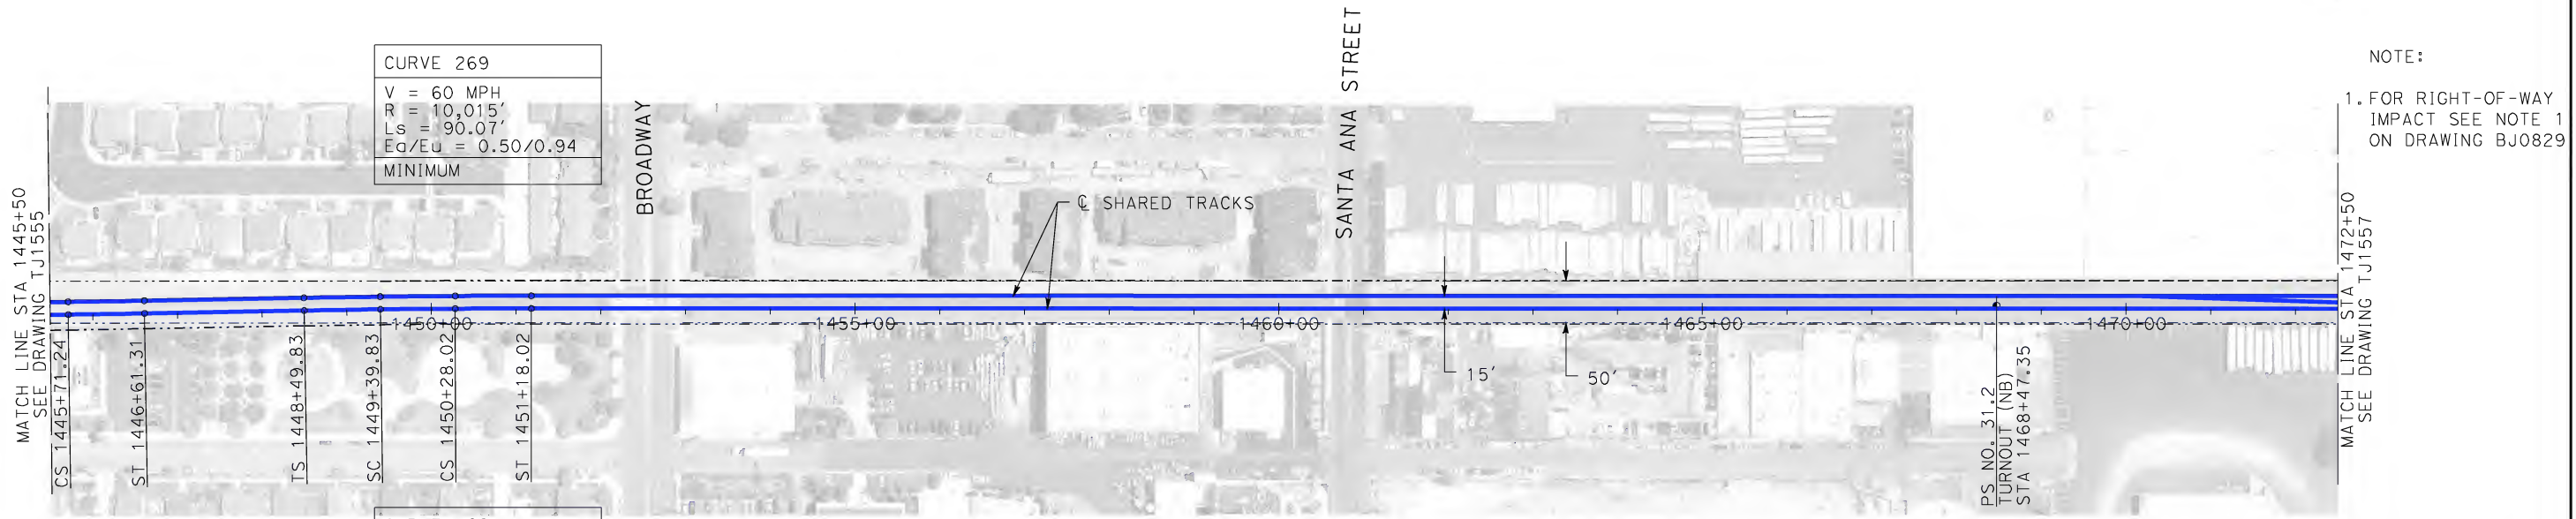 MATCH LINE STA 1445+50
SEE DRAWING TJ1555
CURVE 269
V = 60 MPH
R = 10,015'
Ls = 90.07'
Ea/Eu = 0.50/0.94
MINIMUM
BROADWAY
℄ SHARED TRACKS
SANTA ANA STREET
NOTE:
1. FOR RIGHT-OF-WAY
IMPACT SEE NOTE 1
ON DRAWING BJ0829
1450+00
1455+00
1460+00
1465+00
1470+00
CS 1445+71.24
ST 1446+61.31
TS 1448+49.83
SC 1449+39.83
CS 1450+28.02
ST 1451+18.02
15'
50'
PS NO. 31.2
TURNOUT (NB)
STA 1468+47.35
MATCH LINE STA 1472+50
SEE DRAWING TJ1557